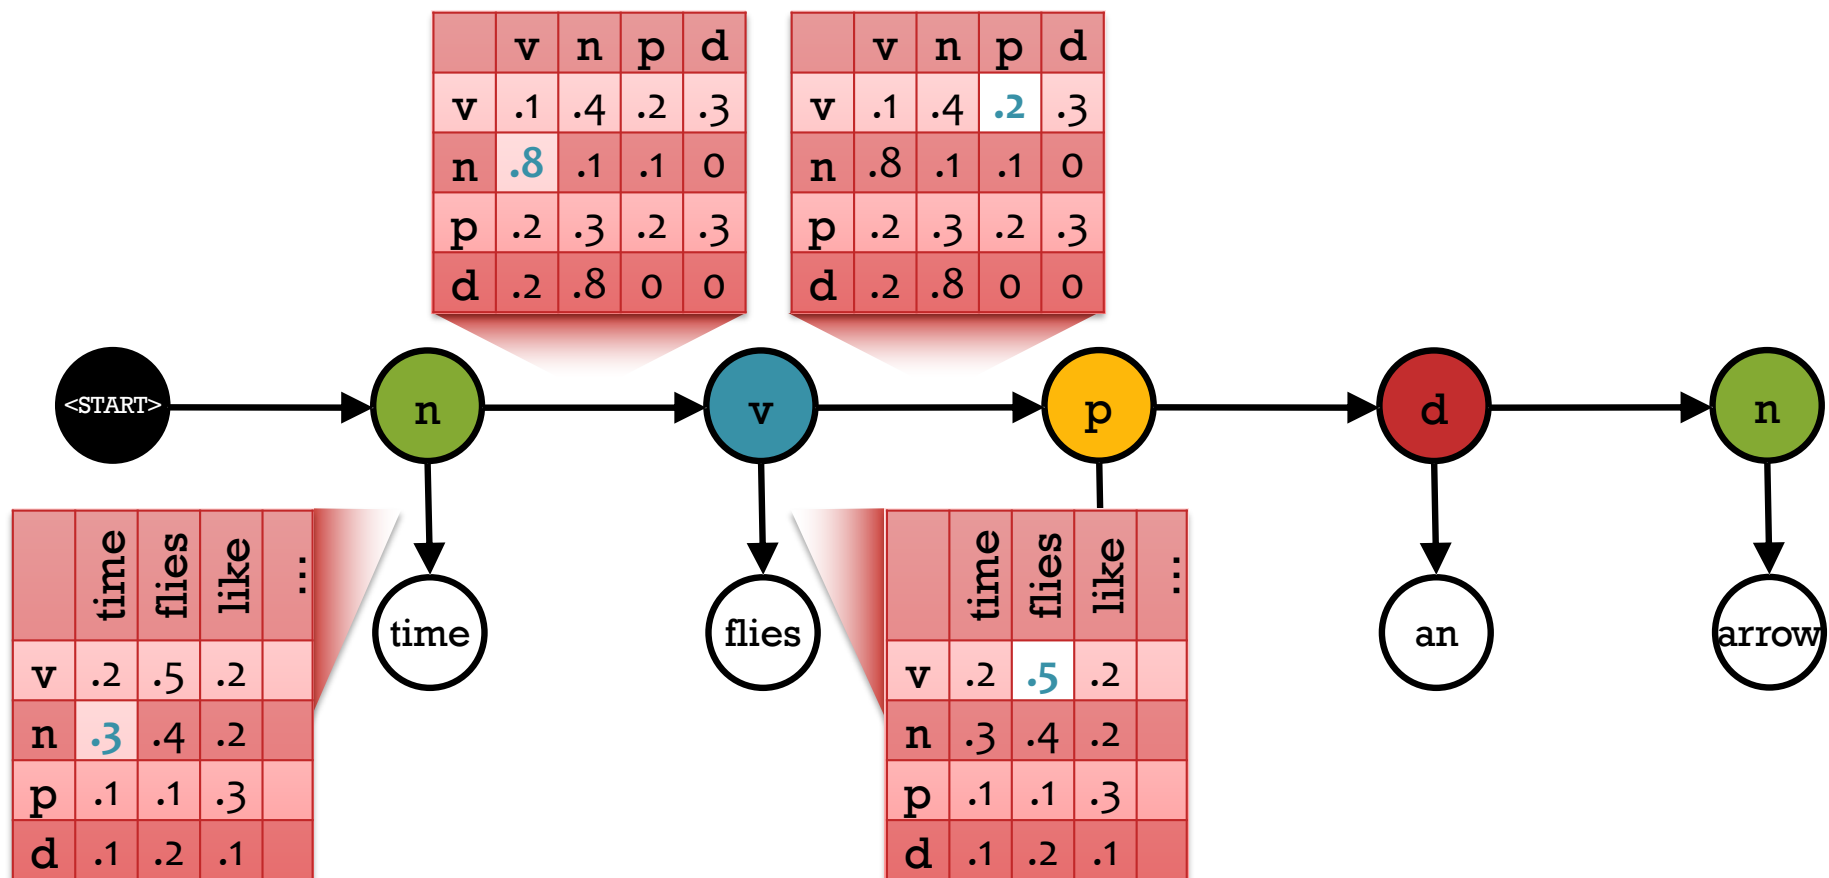 v n p d
v .1 .4 .2 .3
n .8 .1 .1 0
p .2 .3 .2 .3
d .2 .8 0 0
v n p d
v .1 .4 .2 .3
n .8 .1 .1 0
p .2 .3 .2 .3
d .2 .8 0 0
<START> n v p d n
time flies like ...
v .2 .5 .2
n .3 .4 .2
p .1 .1 .3
d .1 .2 .1
time
flies
time flies like ...
v .2 .5 .2
n .3 .4 .2
p .1 .1 .3
d .1 .2 .1
an
arrow